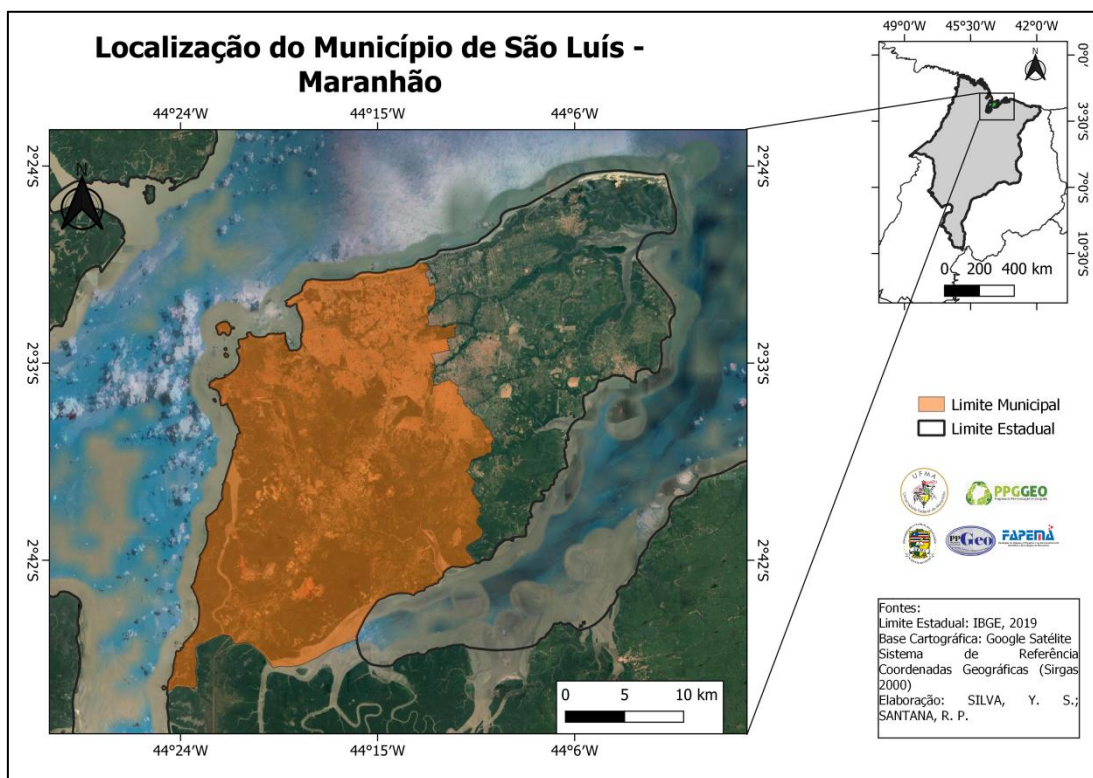 Localização do Município de São Luís -
Maranhão
44°24'W 44°15'W 44°6'W
2°24'S
2°33'S
2°42'S
N
2°24'S
2°33'S
2°42'S
0 5 10 km
44°24'W 44°15'W 44°6'W
49°0'W 45°30'W 42°0'W
N
0°0'
3°30'S
7°0'S
10°30'S
0 200 400 km
Limite Municipal
Limite Estadual
UFMA
PPGGEO
PPGeo
FAPEMA
Fontes:
Limite Estadual: IBGE, 2019
Base Cartográfica: Google Satélite
Sistema de Referência
Coordenadas Geográficas (Sirgas
2000)
Elaboração: SILVA, Y. S.;
SANTANA, R. P.